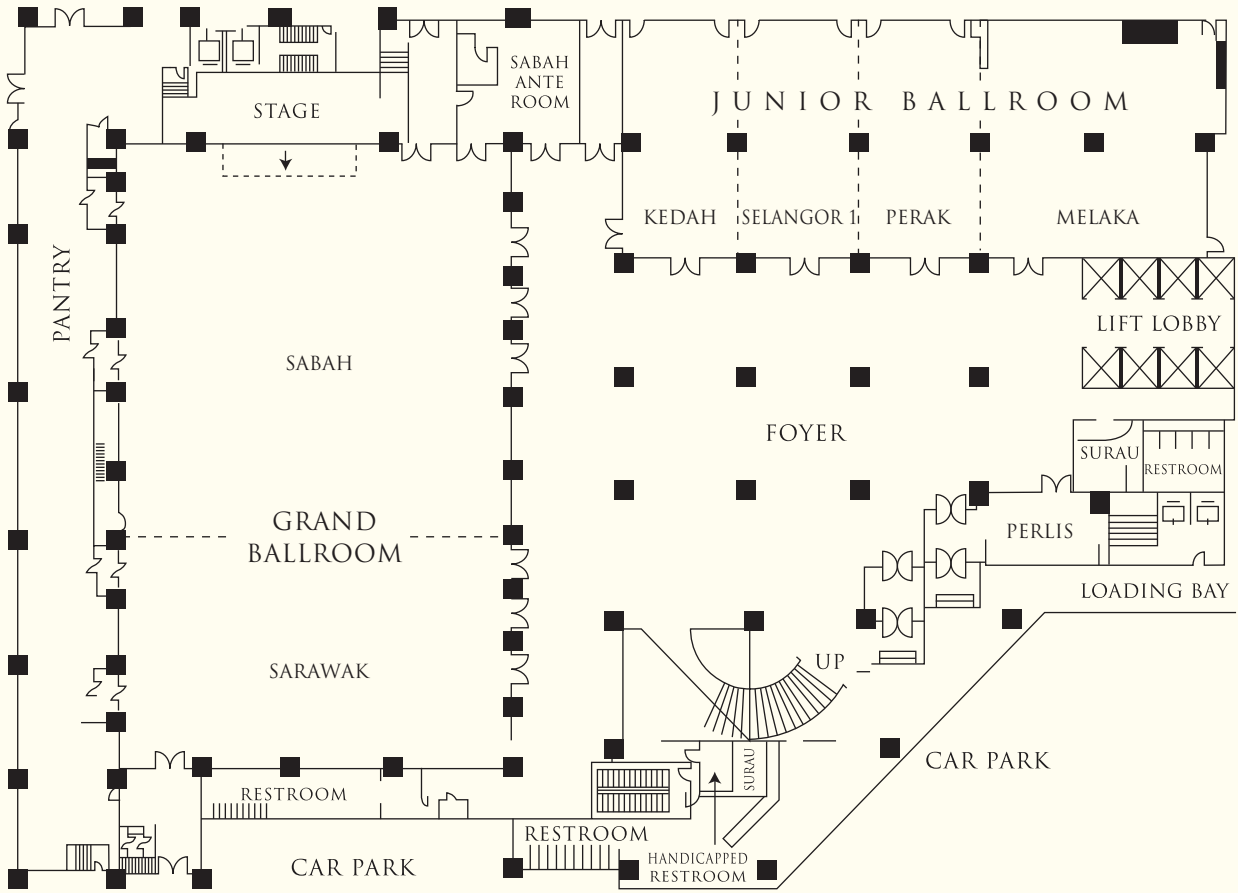 SABAH
ANTE
ROOM
STAGE
JUNIOR BALLROOM
KEDAH
SELANGOR 1
PERAK
MELAKA
PANTRY
LIFT LOBBY
SABAH
FOYER
SURAU
RESTROOM
GRAND
BALLROOM
PERLIS
LOADING BAY
SARAWAK
UP
CAR PARK
SURAU
RESTROOM
RESTROOM
CAR PARK
HANDICAPPED
RESTROOM